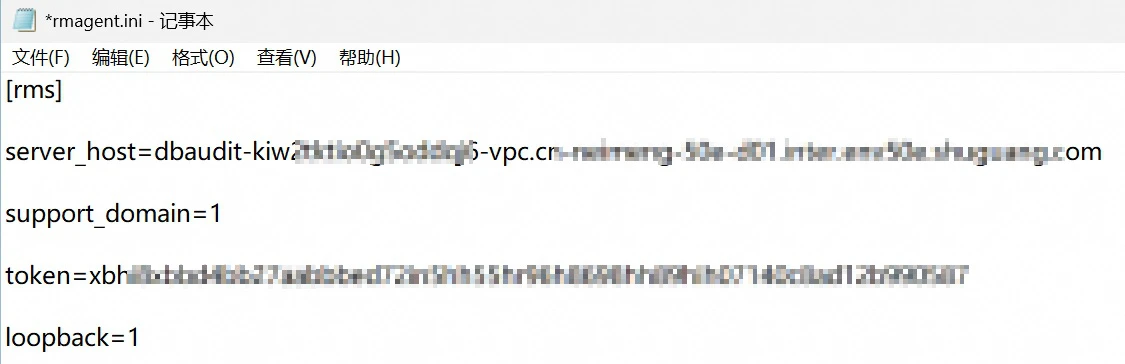 *rmagent.ini - 记事本
文件(F) 编辑(E) 格式(O) 查看(V) 帮助(H)
[rms]
server_host=dbaudit-kiw
support_domain=1
token=xbh
loopback=1